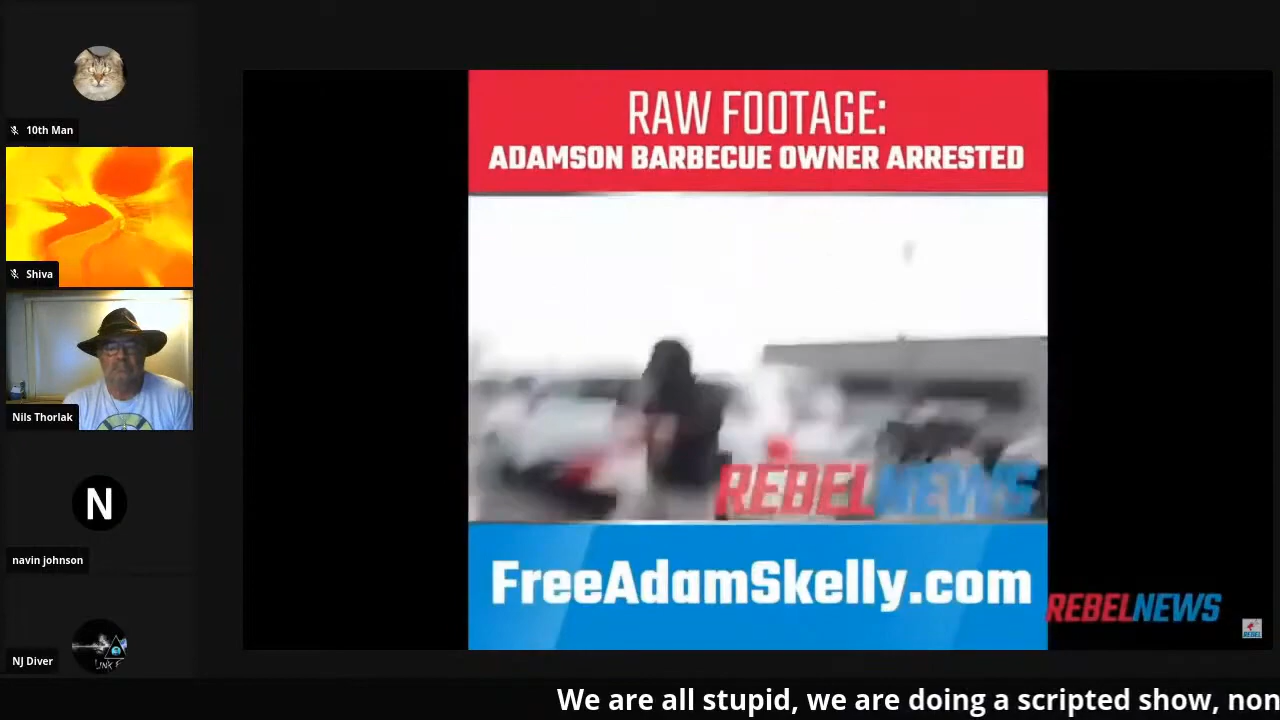 10th Man
Shiva
Nils Thorlak
N
navin johnson
NJ Diver
RAW FOOTAGE:
ADAMSON BARBECUE OWNER ARRESTED
REBELNEWS
FreeAdamSkelly.com
REBELNEWS
REBEL
We are all stupid, we are doing a scripted show, non